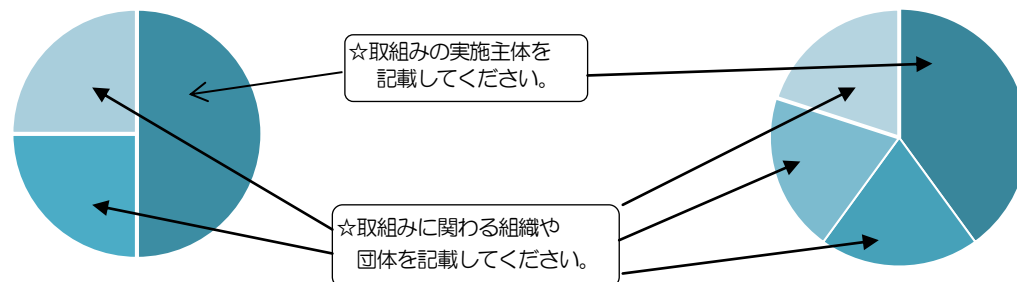 ☆取組みの実施主体を
記載してください。
☆取組みに関わる組織や
団体を記載してください。